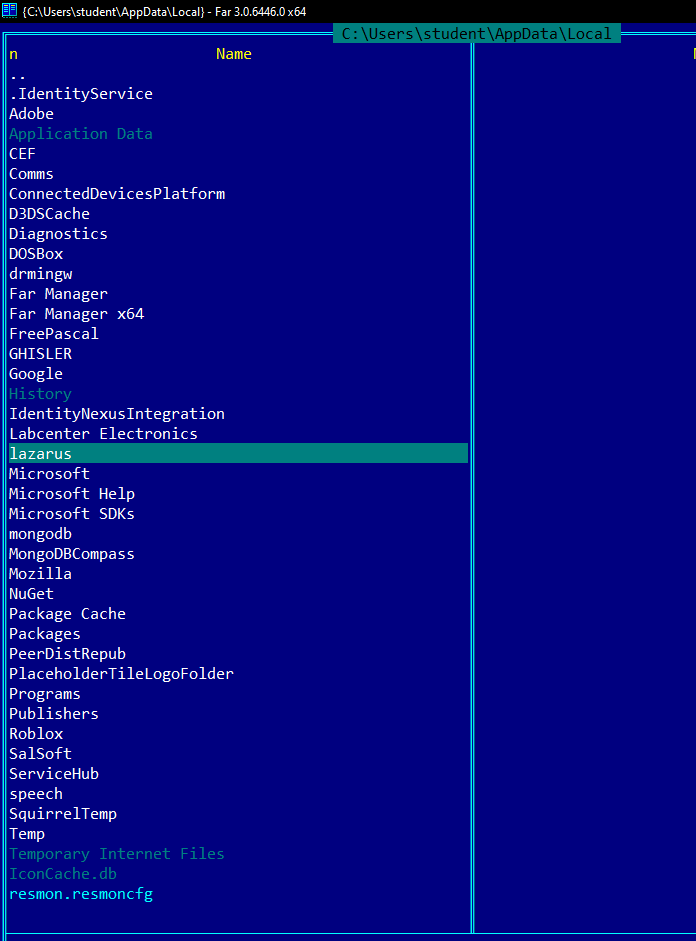 {C:\Users\student\AppData\Local} - Far 3.0.6446.0 x64
C:\Users\student\AppData\Local
n Name
..
.IdentityService
Adobe
Application Data
CEF
Comms
ConnectedDevicesPlatform
D3DSCache
Diagnostics
DOSBox
drmingw
Far Manager
Far Manager x64
FreePascal
GHISLER
Google
History
IdentityNexusIntegration
Labcenter Electronics
lazarus
Microsoft
Microsoft Help
Microsoft SDKs
mongodb
MongoDBCompass
Mozilla
NuGet
Package Cache
Packages
PeerDistRepub
PlaceholderTileLogoFolder
Programs
Publishers
Roblox
SalSoft
ServiceHub
speech
SquirrelTemp
Temp
Temporary Internet Files
IconCache.db
resmon.resmoncfg